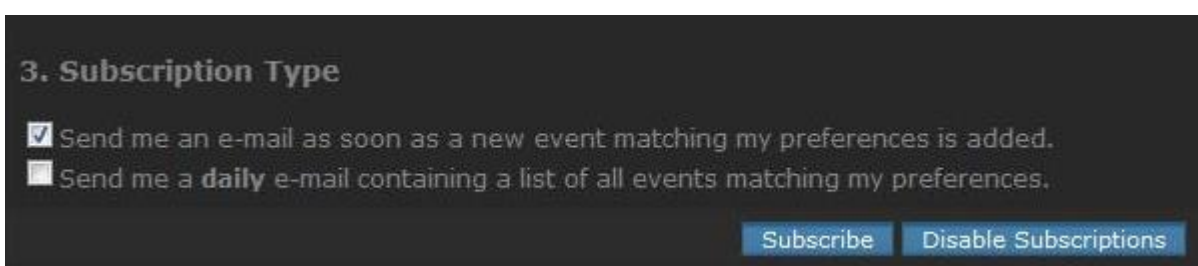 3. Subscription Type
Send me an e-mail as soon as a new event matching my preferences is added.
Send me a daily e-mail containing a list of all events matching my preferences.
Subscribe Disable Subscriptions